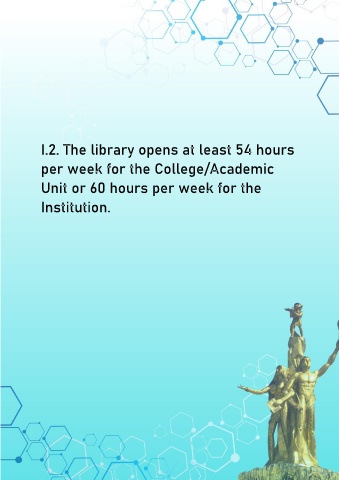 I.2. The library opens at least 54 hours
per week for the College/Academic
Unit or 60 hours per week for the
Institution.